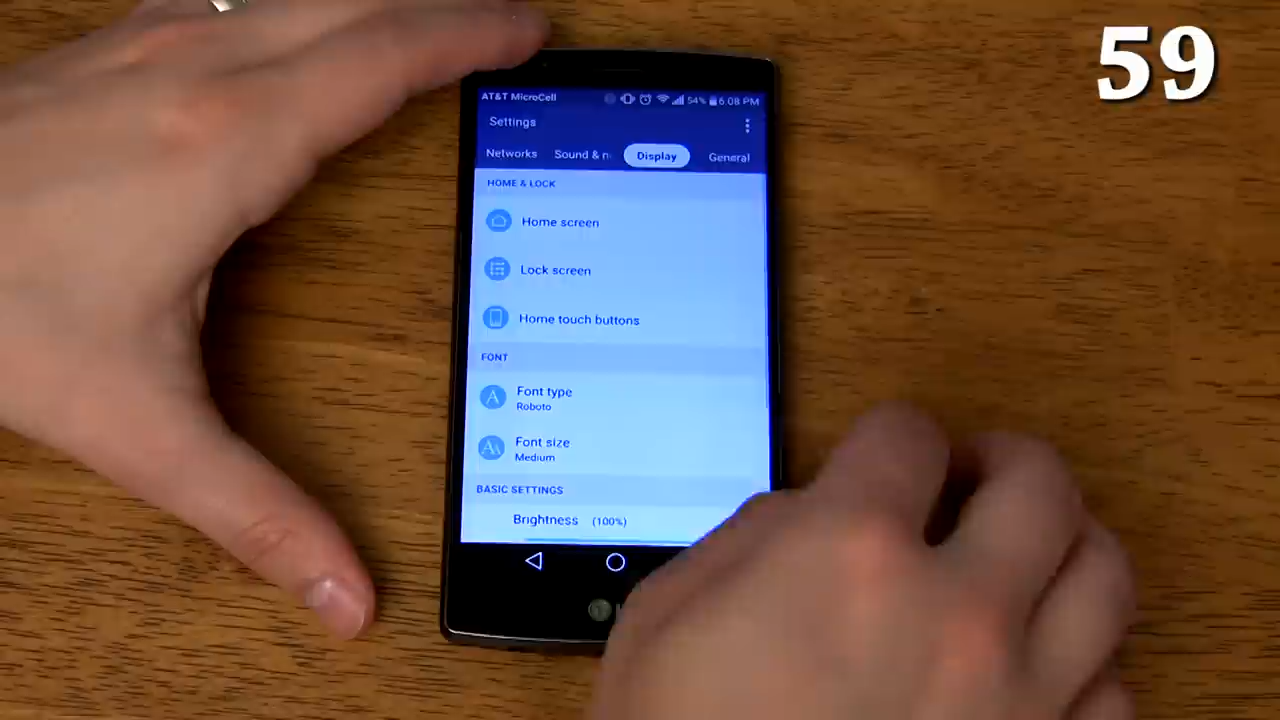 59
AT&T MicroCell 54% 6:08 PM
Settings
Networks Sound & n Display General
HOME & LOCK
Home screen
Lock screen
Home touch buttons
FONT
Font type
Roboto
Font size
Medium
BASIC SETTINGS
Brightness (100%)